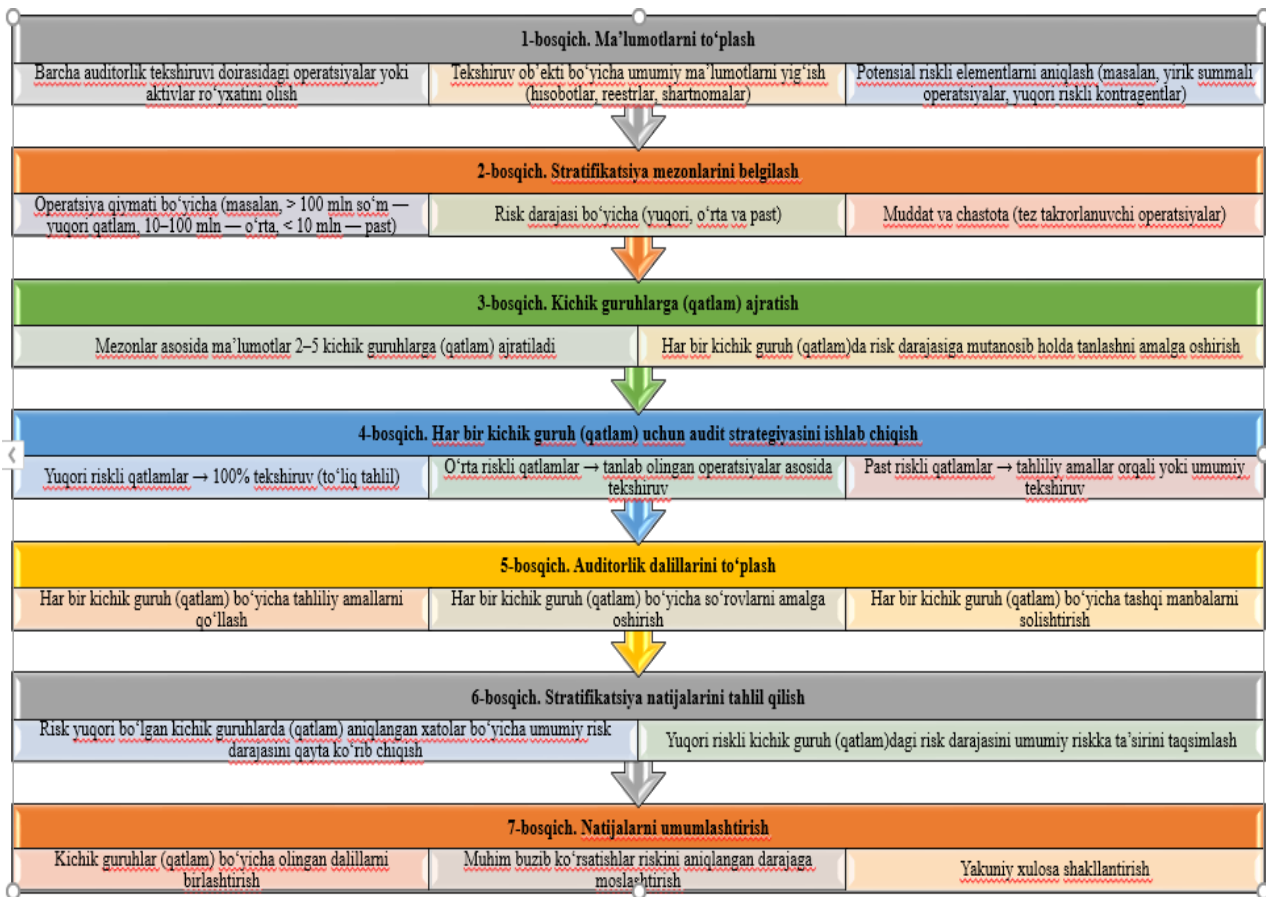 1-bosqich. Ma’lumotlarni to‘plash
Barcha auditorlik tekshiruvi doirasidagi operatsiyalar yoki
aktivlar ro‘yxatini olish
Tekshiruv ob’ekti bo‘yicha umumiy ma’lumotlarni yig‘ish
(hisobotlar, reestrlar, shartnomalar)
Potensial riskli elementlarni aniqlash (masalan, yirik summali
operatsiyalar, yuqori riskli kontragentlar)
2-bosqich. Stratifikatsiya mezonlarini belgilash
Operatsiya qiymati bo‘yicha (masalan, > 100 mln so‘m —
yuqori qatlam, 10–100 mln — o‘rta, < 10 mln — past)
Risk darajasi bo‘yicha (yuqori, o‘rta va past)
Muddat va chastota (tez takrorlanuvchi operatsiyalar)
3-bosqich. Kichik guruhlarga (qatlam) ajratish
Mezonlar asosida ma’lumotlar 2–5 kichik guruhlarga (qatlam) ajratiladi
Har bir kichik guruh (qatlam)da risk darajasiga mutanosib holda tanlashni amalga oshirish
4-bosqich. Har bir kichik guruh (qatlam) uchun audit strategiyasini ishlab chiqish
Yuqori riskli qatlamlar → 100% tekshiruv (to‘liq tahlil)
O‘rta riskli qatlamlar → tanlab olingan operatsiyalar asosida
tekshiruv
Past riskli qatlamlar → tahliliy amallar orqali yoki umumiy
tekshiruv
5-bosqich. Auditorlik dalillarini to‘plash
Har bir kichik guruh (qatlam) bo‘yicha tahliliy amallarni
qo‘llash
Har bir kichik guruh (qatlam) bo‘yicha so‘rovlarni amalga
oshirish
Har bir kichik guruh (qatlam) bo‘yicha tashqi manbalarni
solishtirish
6-bosqich. Stratifikatsiya natijalarini tahlil qilish
Risk yuqori bo‘lgan kichik guruhlarda (qatlam) aniqlangan xatolar bo‘yicha umumiy risk
darajasini qayta ko‘rib chiqish
Yuqori riskli kichik guruh (qatlam)dagi risk darajasini umumiy riskka ta’sirini taqsimlash
7-bosqich. Natijalarni umumlashtirish
Kichik guruhlar (qatlam) bo‘yicha olingan dalillarni
birlashtirish
Muhim buzib ko‘rsatishlar riskini aniqlangan darajaga
moslashtirish
Yakuniy xulosa shakllantirish